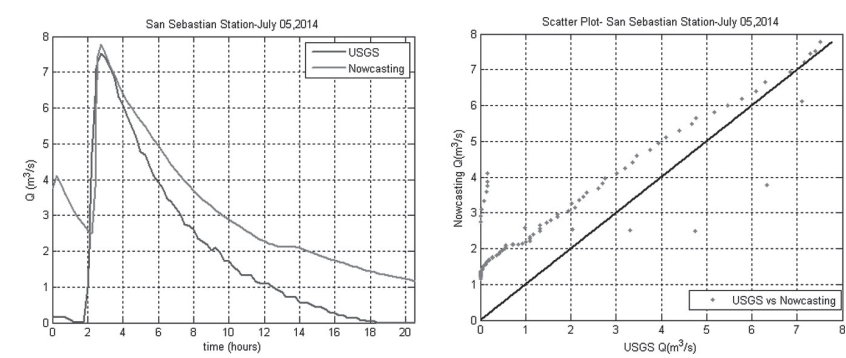 San Sebastian Station-July 05,2014
8
7
6
5
4
3
2
1
0
Q (m³/s)
USGS
Nowcasting
0 2 4 6 8 10 12 14 16 18 20
time (hours)
Scatter Plot- San Sebastian Station-July 05,2014
8
7
6
5
4
3
2
1
0
Nowcasting Q(m³/s)
USGS vs Nowcasting
0 1 2 3 4 5 6 7 8
USGS Q(m³/s)